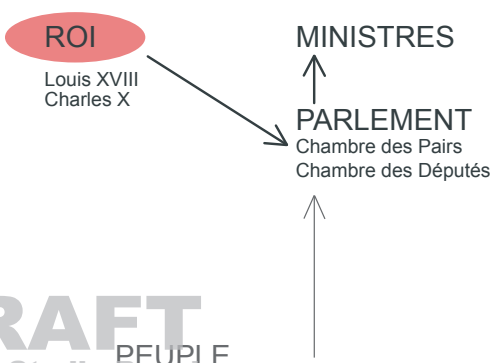 ROI
Louis XVIII
Charles X
MINISTRES
PARLEMENT
Chambre des Pairs
Chambre des Députés
RAFT
PEUPLE